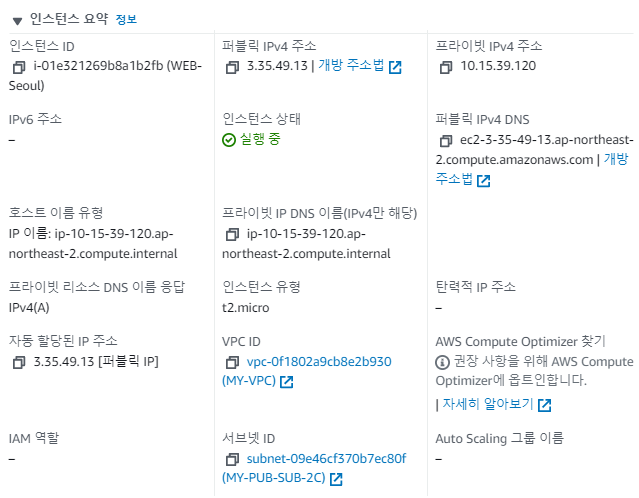 인스턴스 요약 정보
인스턴스 ID
i-01e321269b8a1b2fb (WEB-
Seoul)
퍼블릭 IPv4 주소
3.35.49.13 | 개방 주소법
프라이빗 IPv4 주소
10.15.39.120
IPv6 주소
–
인스턴스 상태
실행 중
퍼블릭 IPv4 DNS
ec2-3-35-49-13.ap-northeast-
2.compute.amazonaws.com | 개방
주소법
호스트 이름 유형
IP 이름: ip-10-15-39-120.ap-
northeast-2.compute.internal
프라이빗 IP DNS 이름(IPv4만 해당)
ip-10-15-39-120.ap-
northeast-2.compute.internal
프라이빗 리소스 DNS 이름 응답
IPv4(A)
인스턴스 유형
t2.micro
탄력적 IP 주소
–
자동 할당된 IP 주소
3.35.49.13 [퍼블릭 IP]
VPC ID
vpc-0f1802a9cb8e2b930
(MY-VPC)
AWS Compute Optimizer 찾기
권장 사항을 위해 AWS Compute
Optimizer에 옵트인합니다.
| 자세히 알아보기
IAM 역할
–
서브넷 ID
subnet-09e46cf370b7ec80f
(MY-PUB-SUB-2C)
Auto Scaling 그룹 이름
–